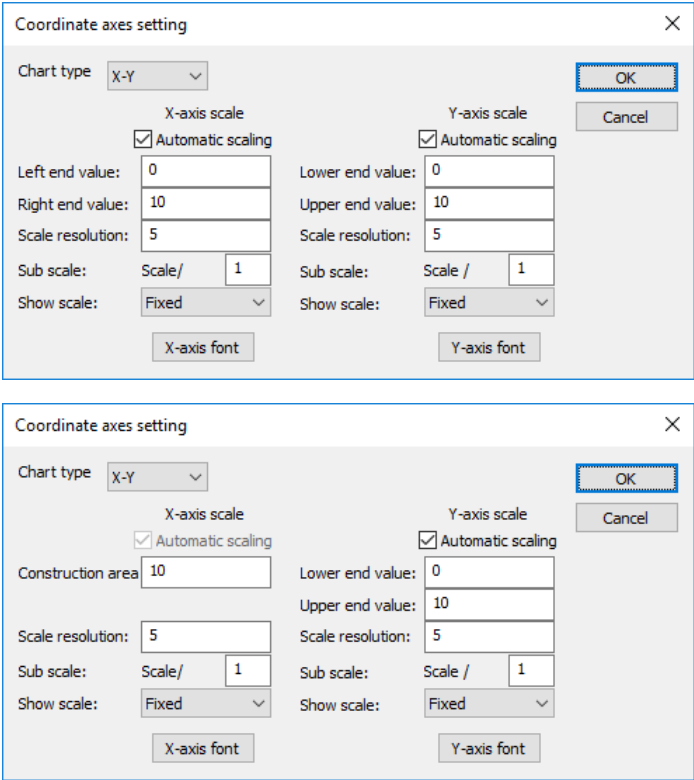 Coordinate axes setting
Chart type X-Y OK
X-axis scale Y-axis scale Cancel
Automatic scaling Automatic scaling
Left end value: 0 Lower end value: 0
Right end value: 10 Upper end value: 10
Scale resolution: 5 Scale resolution: 5
Sub scale: Scale/ 1 Sub scale: Scale / 1
Show scale: Fixed Show scale: Fixed
X-axis font Y-axis font
Coordinate axes setting
Chart type X-Y OK
X-axis scale Y-axis scale Cancel
Automatic scaling Automatic scaling
Construction area 10 Lower end value: 0
Upper end value: 10
Scale resolution: 5 Scale resolution: 5
Sub scale: Scale/ 1 Sub scale: Scale / 1
Show scale: Fixed Show scale: Fixed
X-axis font Y-axis font